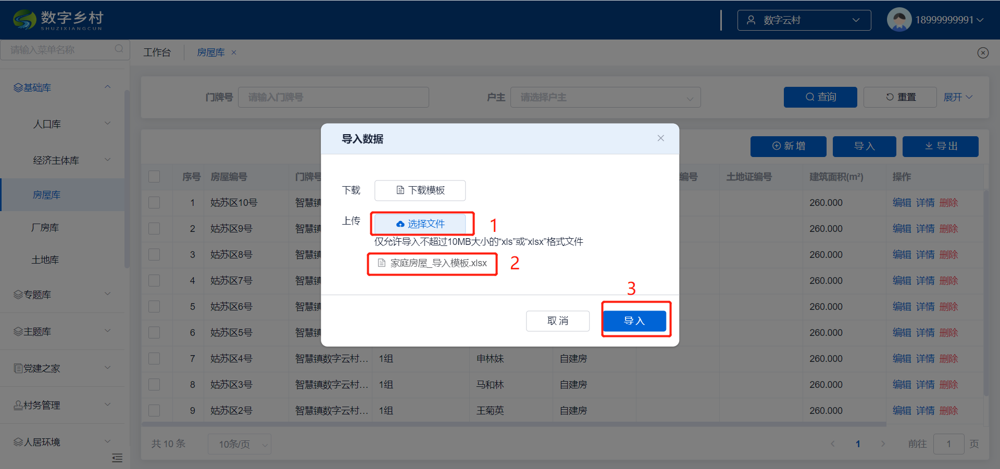 数字乡村
SHUZIXIANGCUN
数字云村
18999999991
请输入菜单名称
工作台
房屋库 ×
基础库
人口库
经济主体库
房屋库
厂房库
土地库
专题库
主题库
党建之家
村务管理
人居环境
门牌号 请输入门牌号 户主 请选择户主 查询 重置 展开
新增 导入 导出
序号 房屋编号 门牌号 编号 土地证编号 建筑面积(m²) 操作
1 姑苏区10号 智慧镇 260.000 编辑 详情 删除
2 姑苏区9号 智慧镇 260.000 编辑 详情 删除
3 姑苏区8号 智慧镇 260.000 编辑 详情 删除
4 姑苏区7号 智慧镇 260.000 编辑 详情 删除
5 姑苏区6号 智慧镇 260.000 编辑 详情 删除
6 姑苏区5号 智慧镇 260.000 编辑 详情 删除
7 姑苏区4号 智慧镇数字云村... 1组 申林妹 自建房 260.000 编辑 详情 删除
8 姑苏区3号 智慧镇数字云村... 1组 马和林 自建房 260.000 编辑 详情 删除
9 姑苏区2号 智慧镇数字云村... 1组 王菊英 自建房 260.000 编辑 详情 删除
共 10 条 10条/页 1 前往 1 页
导入数据
下载 下载模板
上传 选择文件 1
仅允许导入不超过10MB大小的“xls”或“xlsx”格式文件
家庭房屋_导入模板.xlsx 2
3
取消 导入